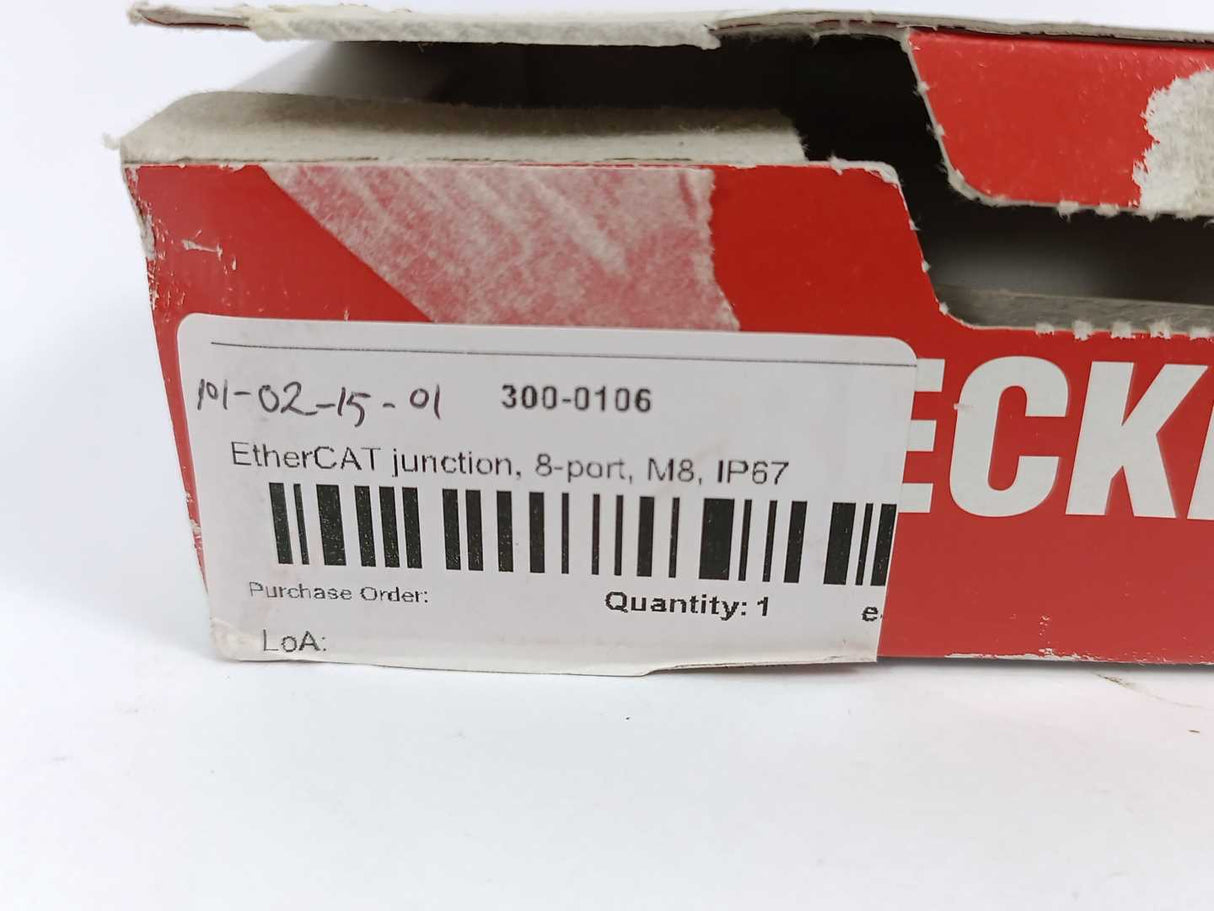 101-02-15-01 300-0106
EtherCAT junction, 8-port, M8, IP67
ECK
Purchase Order: Quantity: 1 e-
LoA: